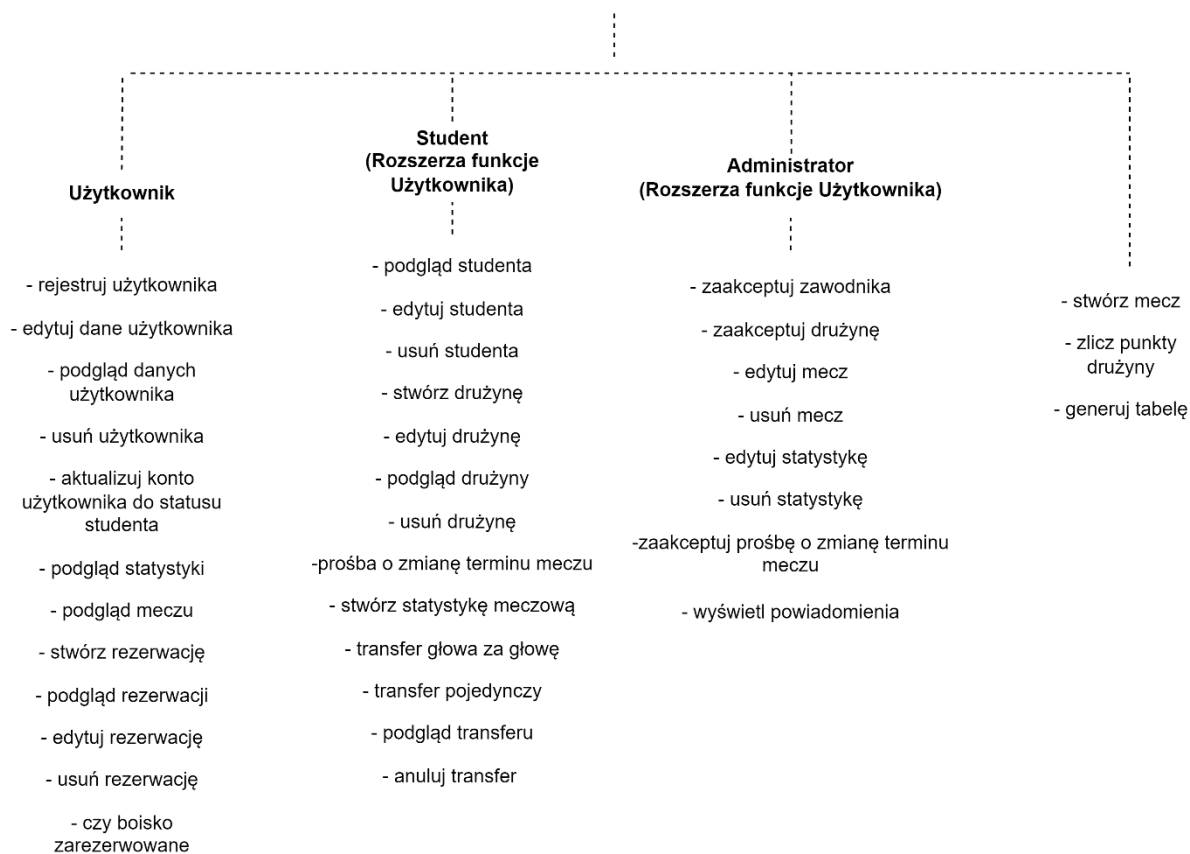 Użytkownik
- rejestruj użytkownika
- edytuj dane użytkownika
- podgląd danych
użytkownika
- usuń użytkownika
- aktualizuj konto
użytkownika do statusu
studenta
- podgląd statystyki
- podgląd meczu
- stwórz rezerwację
- podgląd rezerwacji
- edytuj rezerwację
- usuń rezerwację
- czy boisko
zarezerwowane
Student
(Rozszerza funkcje
Użytkownika)
- podgląd studenta
- edytuj studenta
- usuń studenta
- stwórz drużynę
- edytuj drużynę
- podgląd drużyny
- usuń drużynę
-prośba o zmianę terminu meczu
- stwórz statystykę meczową
- transfer głowa za głowę
- transfer pojedynczy
- podgląd transferu
- anuluj transfer
Administrator
(Rozszerza funkcje Użytkownika)
- zaakceptuj zawodnika
- zaakceptuj drużynę
- edytuj mecz
- usuń mecz
- edytuj statystykę
- usuń statystykę
-zaakceptuj prośbę o zmianę terminu
meczu
- wyświetl powiadomienia
- stwórz mecz
- zlicz punkty
drużyny
- generuj tabelę